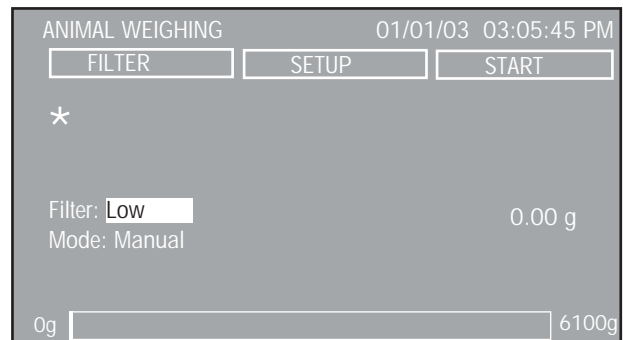 ANIMAL WEIGHING 01/01/03 03:05:45 PM
FILTER SETUP START
*
Filter: Low 0.00 g
Mode: Manual
0g 6100g